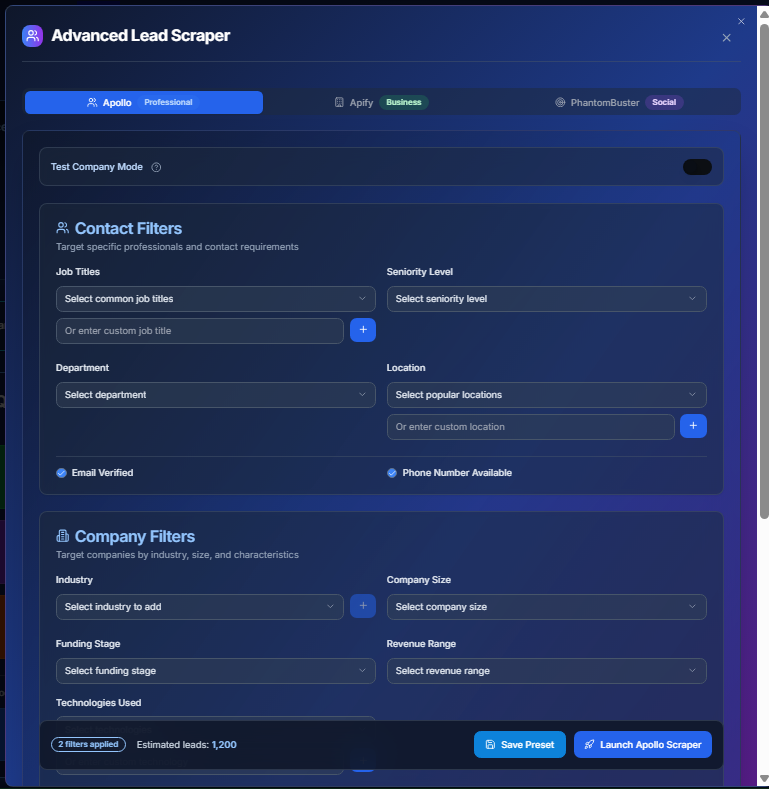 Advanced Lead Scraper
Apollo Professional
Apify Business
PhantomBuster Social
Test Company Mode
Contact Filters
Target specific professionals and contact requirements
Job Titles
Seniority Level
Select common job titles
Select seniority level
Or enter custom job title
Department
Location
Select department
Select popular locations
Or enter custom location
Email Verified
Phone Number Available
Company Filters
Target companies by industry, size, and characteristics
Industry
Company Size
Select industry to add
Select company size
Funding Stage
Revenue Range
Select funding stage
Select revenue range
Technologies Used
2 filters applied
Estimated leads: 1,200
Save Preset
Launch Apollo Scraper